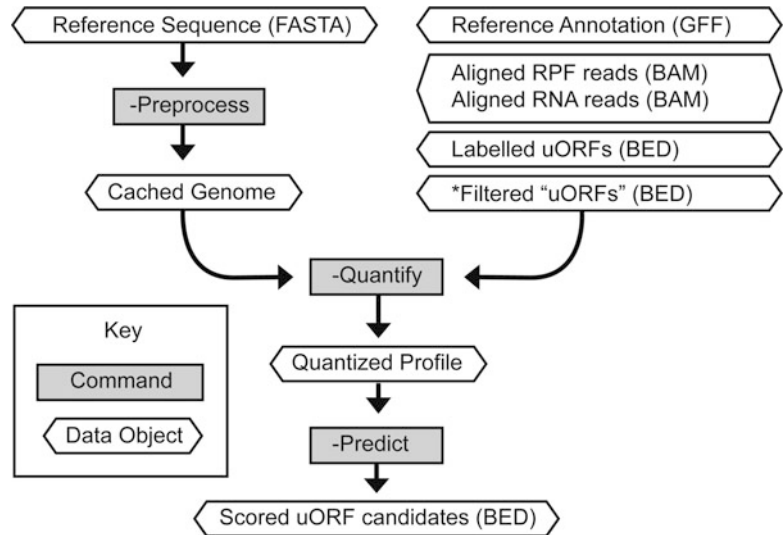 Reference Sequence (FASTA)
-Preprocess
Cached Genome
Reference Annotation (GFF)
Aligned RPF reads (BAM)
Aligned RNA reads (BAM)
Labelled uORFs (BED)
*Filtered “uORFs” (BED)
-Quantify
Quantized Profile
-Predict
Scored uORF candidates (BED)
Key
Command
Data Object